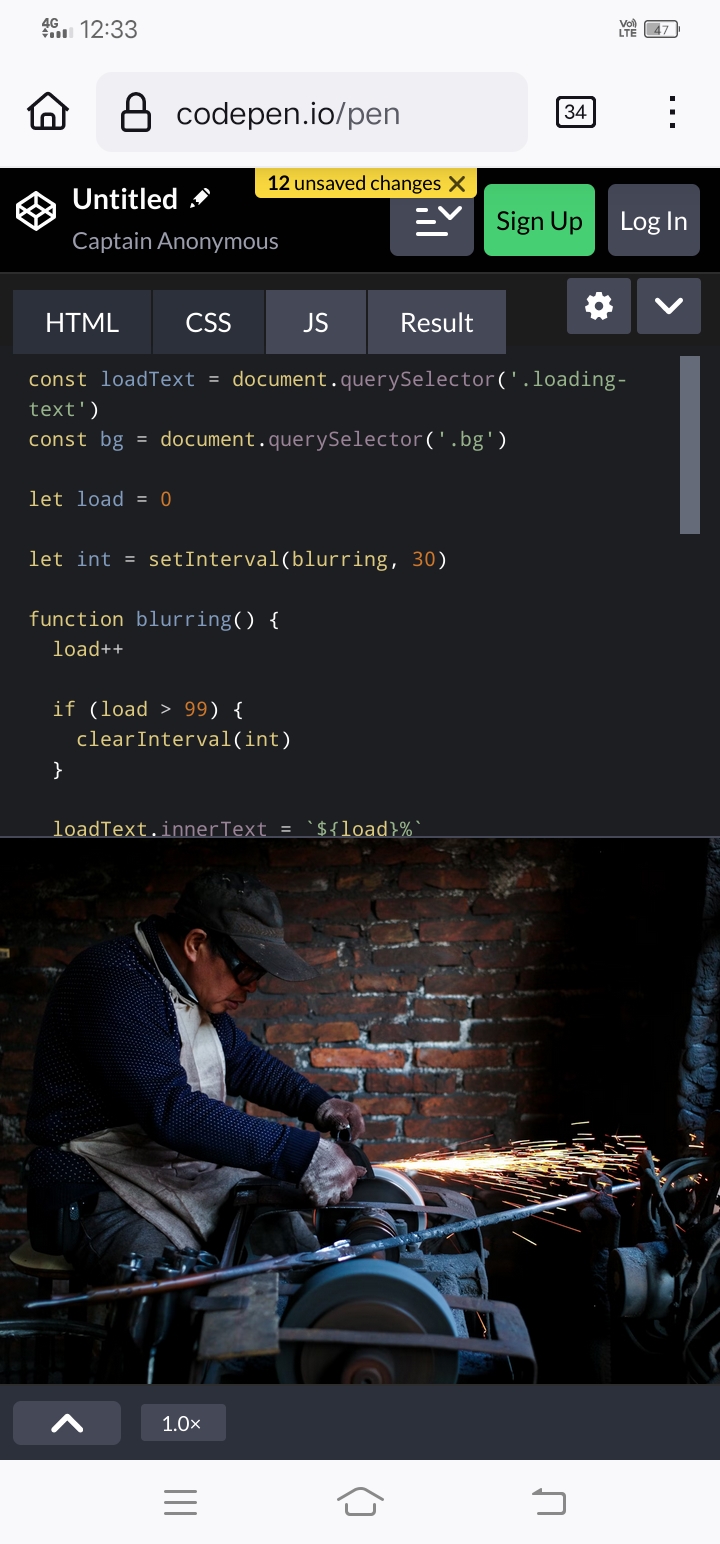 4G 12:33 Vo) LTE 47
codepen.io/pen 34
12 unsaved changes
Untitled
Captain Anonymous
Sign Up Log In
HTML CSS JS Result
const loadText = document.querySelector('.loading-
text')
const bg = document.querySelector('.bg')
let load = 0
let int = setInterval(blurring, 30)
function blurring() {
load++
if (load > 99) {
clearInterval(int)
}
loadText.innerText = `${load}%`
1.0×